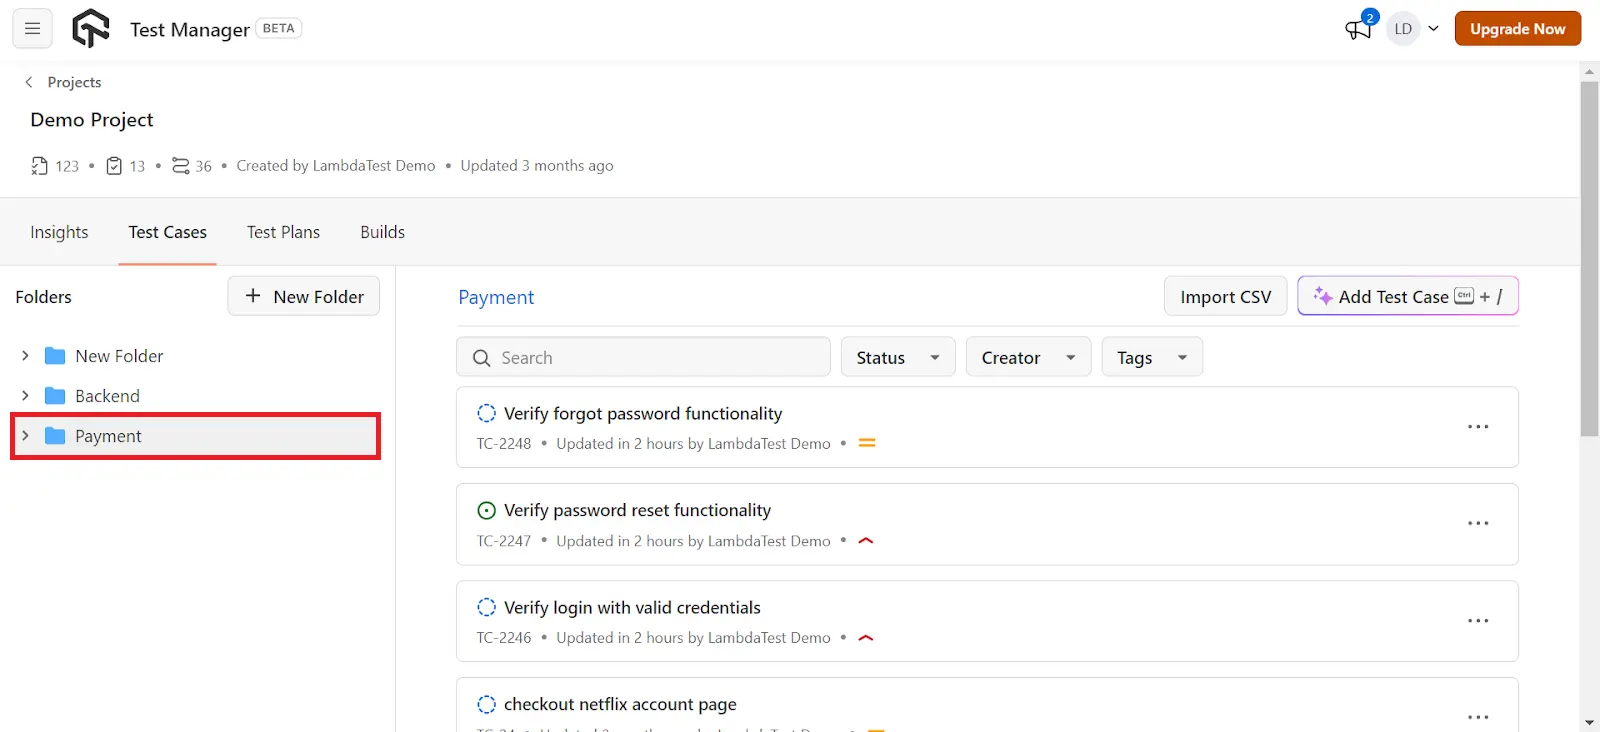 Test Manager BETA
2
LD
Upgrade Now
Projects
Demo Project
123 • 13 • 36 • Created by LambdaTest Demo • Updated 3 months ago
Insights Test Cases Test Plans Builds
Folders
+ New Folder
New Folder
Backend
Payment
Payment
Import CSV
Add Test Case Ctrl + /
Search
Status
Creator
Tags
Verify forgot password functionality
TC-2248 • Updated in 2 hours by LambdaTest Demo •
Verify password reset functionality
TC-2247 • Updated in 2 hours by LambdaTest Demo •
Verify login with valid credentials
TC-2246 • Updated in 2 hours by LambdaTest Demo •
checkout netflix account page